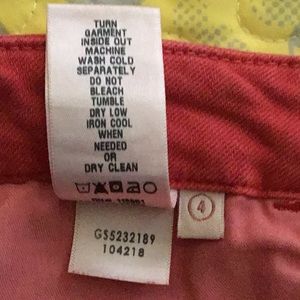 TURN
GARMENT
INSIDE OUT
MACHINE
WASH COLD
SEPARATELY
DO NOT
BLEACH
TUMBLE
DRY LOW
IRON COOL
WHEN
NEEDED
OR
DRY CLEAN
4
GS5232189
104218